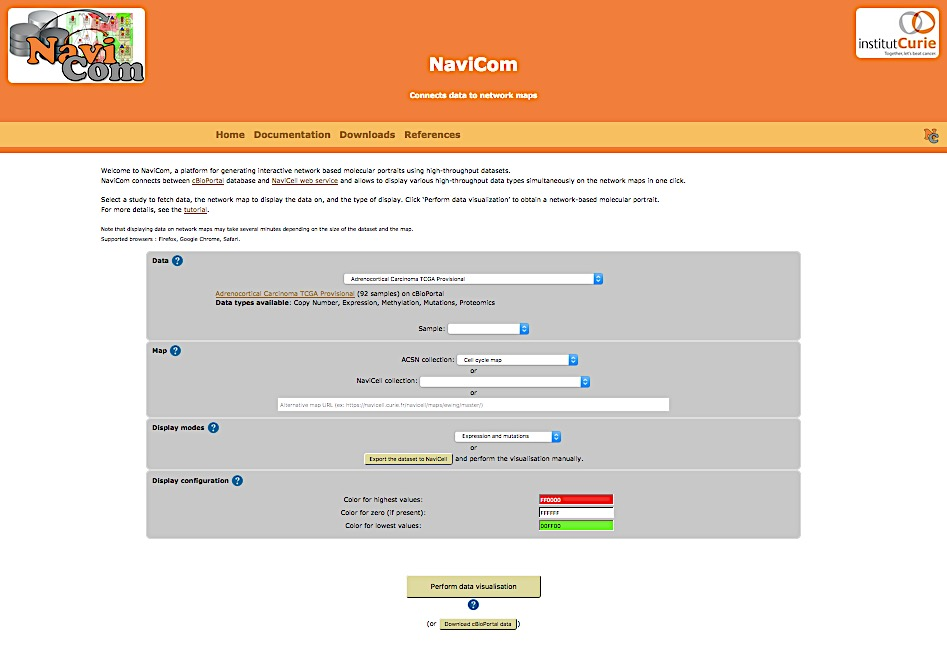 Navi
Com
institutCurie
Together, let's beat cancer.
NaviCom
Connects data to network maps
Home Documentation Downloads References
Welcome to NaviCom, a platform for generating interactive network based molecular portraits using high-throughput datasets.
NaviCom connects between cBioPortal database and NaviCell web service and allows to display various high-throughput data types simultaneously on the network maps in one click.
Select a study to fetch data, the network map to display the data on, and the type of display. Click 'Perform data visualization' to obtain a network-based molecular portrait.
For more details, see the tutorial.
Note that displaying data on network maps may take several minutes depending on the size of the dataset and the map.
Supported browsers : Firefox, Google Chrome, Safari.
Data ?
Adrenocortical Carcinoma TCGA Provisional
Adrenocortical Carcinoma TCGA Provisional (92 samples) on cBioPortal
Data types available: Copy Number, Expression, Methylation, Mutations, Proteomics
Sample:
Map ?
ACSN collection: Cell cycle map
or
NaviCell collection:
or
Alternative map URL (ex: https://navicell.curie.fr/navicell/maps/ewing/master/)
Display modes ?
Expression and mutations
or
Export the dataset to NaviCell and perform the visualisation manually.
Display configuration ?
Color for highest values: FF0000
Color for zero (if present): FFFFFF
Color for lowest values: 00FF00
Perform data visualisation
?
(or Download cBioPortal data)